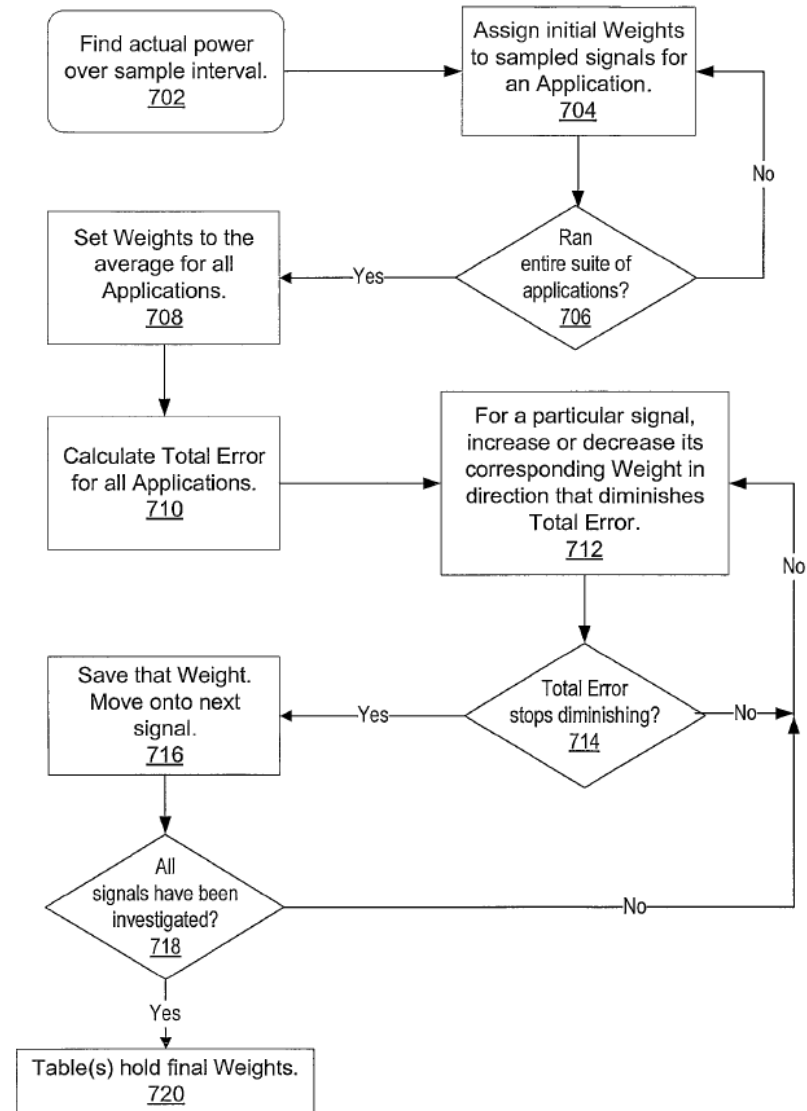 Find actual power
over sample interval.
702
Assign initial Weights
to sampled signals for
an Application.
704
No
Ran
entire suite of
applications?
706
Yes
Set Weights to the
average for all
Applications.
708
Calculate Total Error
for all Applications.
710
For a particular signal,
increase or decrease its
corresponding Weight in
direction that diminishes
Total Error.
712
No
Total Error
stops diminishing?
714
No
Yes
Save that Weight.
Move onto next
signal.
716
All
signals have been
investigated?
718
No
Yes
Table(s) hold final Weights.
720